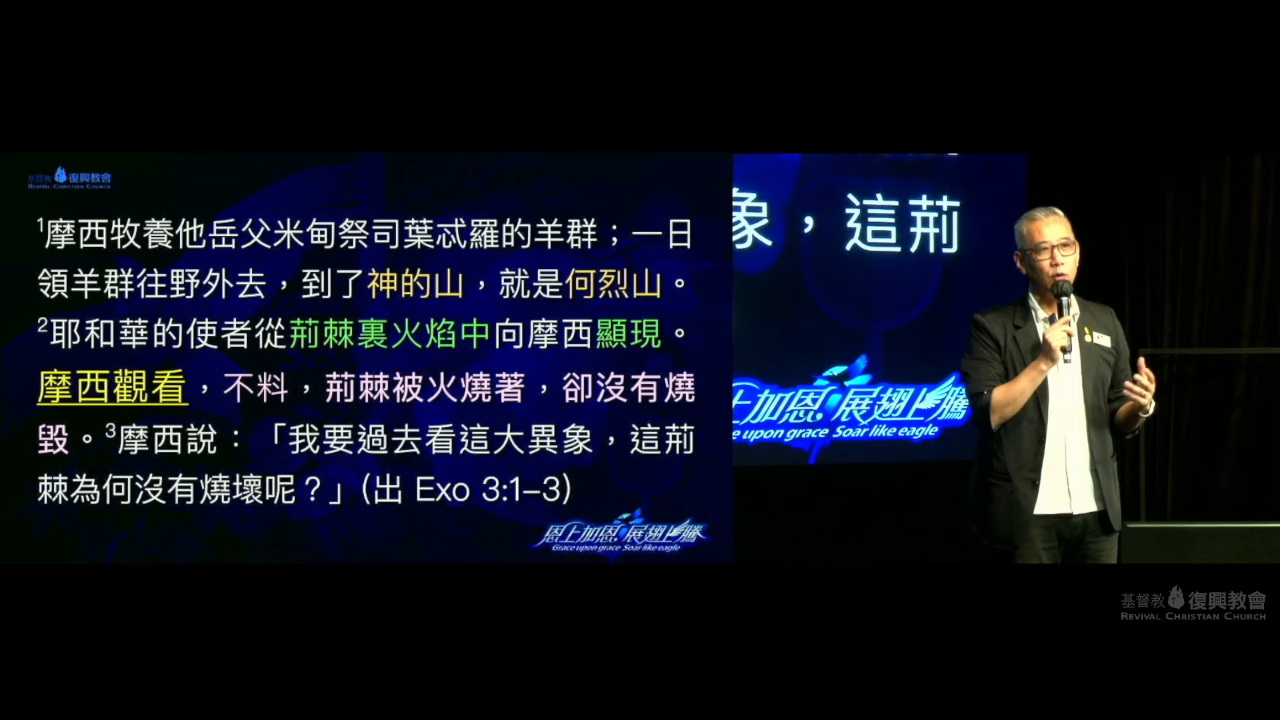 基督教 復興教會
REVIVAL CHRISTIAN CHURCH
1摩西牧養他岳父米甸祭司葉忒羅的羊群；一日
領羊群往野外去，到了神的山，就是何烈山。
2耶和華的使者從荊棘裏火焰中向摩西顯現。
摩西觀看，不料，荊棘被火燒著，卻沒有燒
毀。3摩西說：「我要過去看這大異象，這荊
棘為何沒有燒壞呢？」(出 Exo 3:1–3)
恩上加恩 展翅上騰
Grace upon grace Soar like eagle
象，這荊
上加恩 展翅上騰
e upon grace Soar like eagle
基督教 復興教會
REVIVAL CHRISTIAN CHURCH